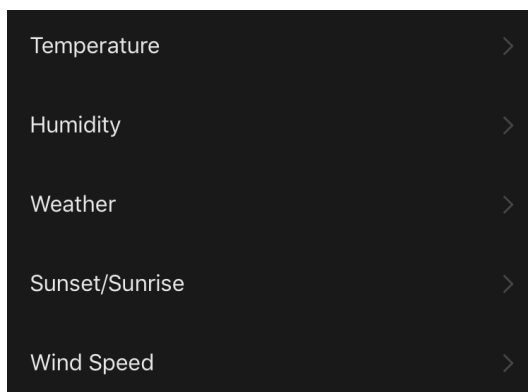 Temperature
Humidity
Weather
Sunset/Sunrise
Wind Speed